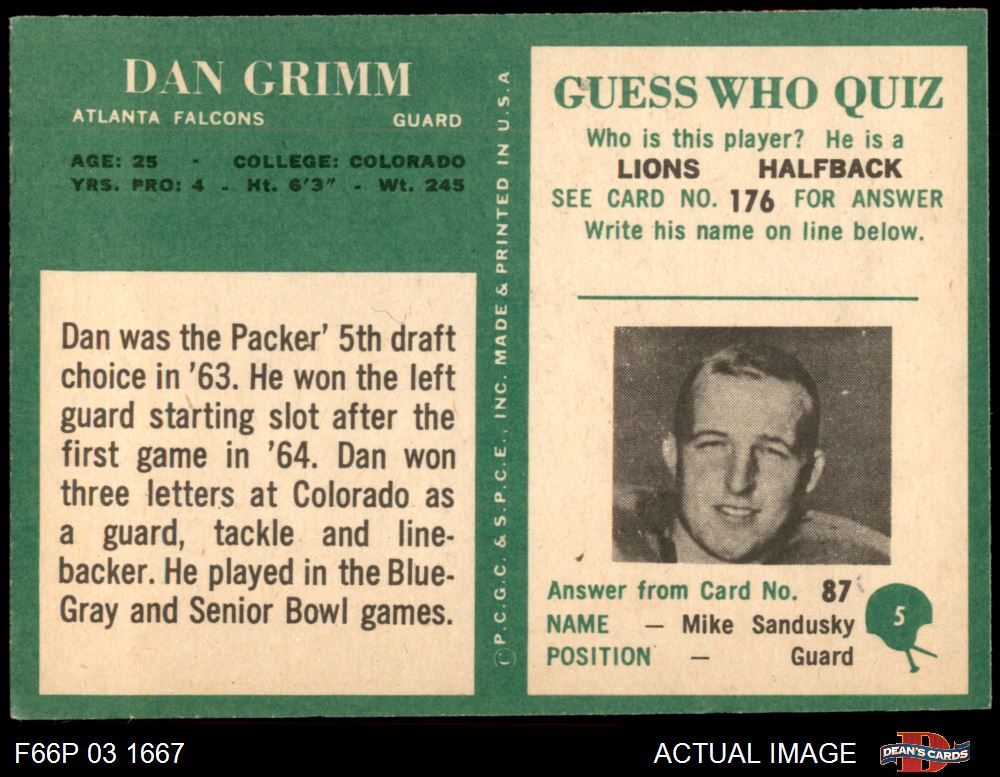 DAN GRIMM
ATLANTA FALCONS GUARD
AGE: 25 - COLLEGE: COLORADO
YRS. PRO: 4 - Ht. 6'3" - Wt. 245
Dan was the Packer' 5th draft
choice in '63. He won the left
guard starting slot after the
first game in '64. Dan won
three letters at Colorado as
a guard, tackle and line-
backer. He played in the Blue-
Gray and Senior Bowl games.
©P.C.G.C. & S.P.C.E., INC. MADE & PRINTED IN U.S.A
GUESS WHO QUIZ
Who is this player? He is a
LIONS HALFBACK
SEE CARD NO. 176 FOR ANSWER
Write his name on line below.
Answer from Card No. 87
NAME — Mike Sandusky
POSITION — Guard
5
F66P 03 1667
ACTUAL IMAGE
D
DEAN'S CARDS